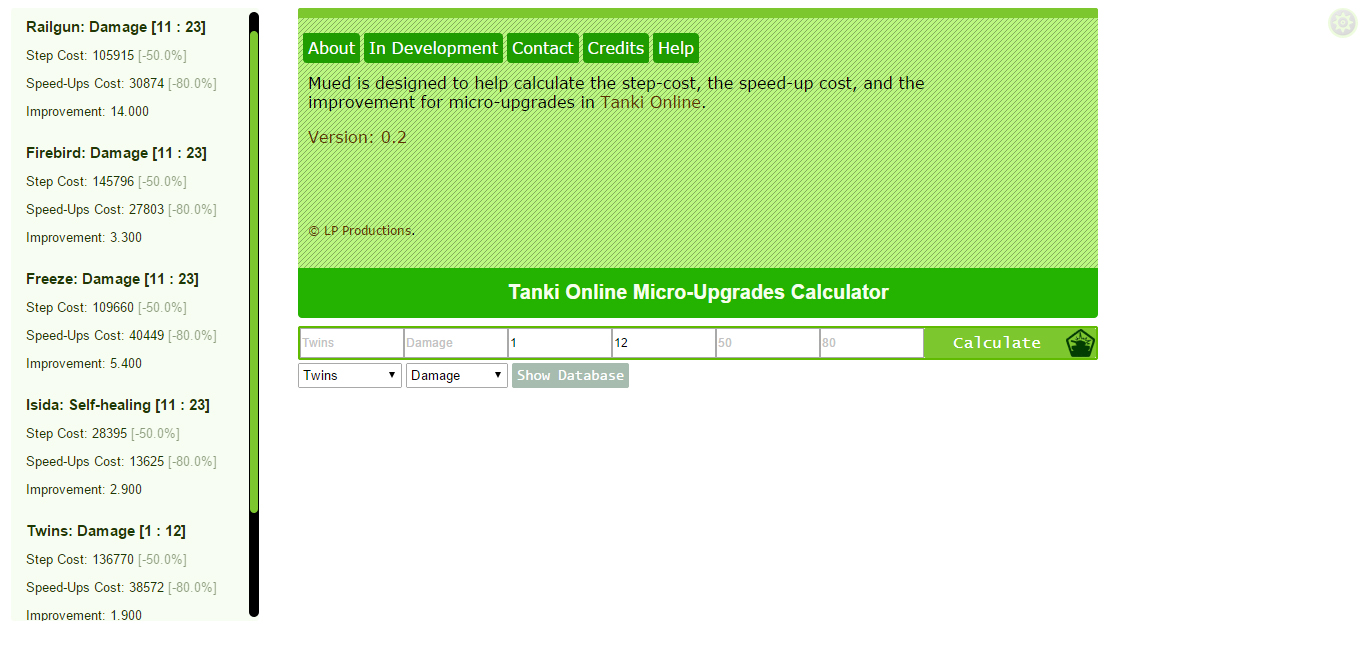 Railgun: Damage [11 : 23]
Step Cost: 105915 [-50.0%]
Speed-Ups Cost: 30874 [-80.0%]
Improvement: 14.000
Firebird: Damage [11 : 23]
Step Cost: 145796 [-50.0%]
Speed-Ups Cost: 27803 [-80.0%]
Improvement: 3.300
Freeze: Damage [11 : 23]
Step Cost: 109660 [-50.0%]
Speed-Ups Cost: 40449 [-80.0%]
Improvement: 5.400
Isida: Self-healing [11 : 23]
Step Cost: 28395 [-50.0%]
Speed-Ups Cost: 13625 [-80.0%]
Improvement: 2.900
Twins: Damage [1 : 12]
Step Cost: 136770 [-50.0%]
Speed-Ups Cost: 38572 [-80.0%]
Improvement: 1.900
About In Development Contact Credits Help
Mued is designed to help calculate the step-cost, the speed-up cost, and the
improvement for micro-upgrades in Tanki Online.
Version: 0.2
© LP Productions.
Tanki Online Micro-Upgrades Calculator
Twins Damage 1 12 50 80 Calculate
Twins Damage Show Database